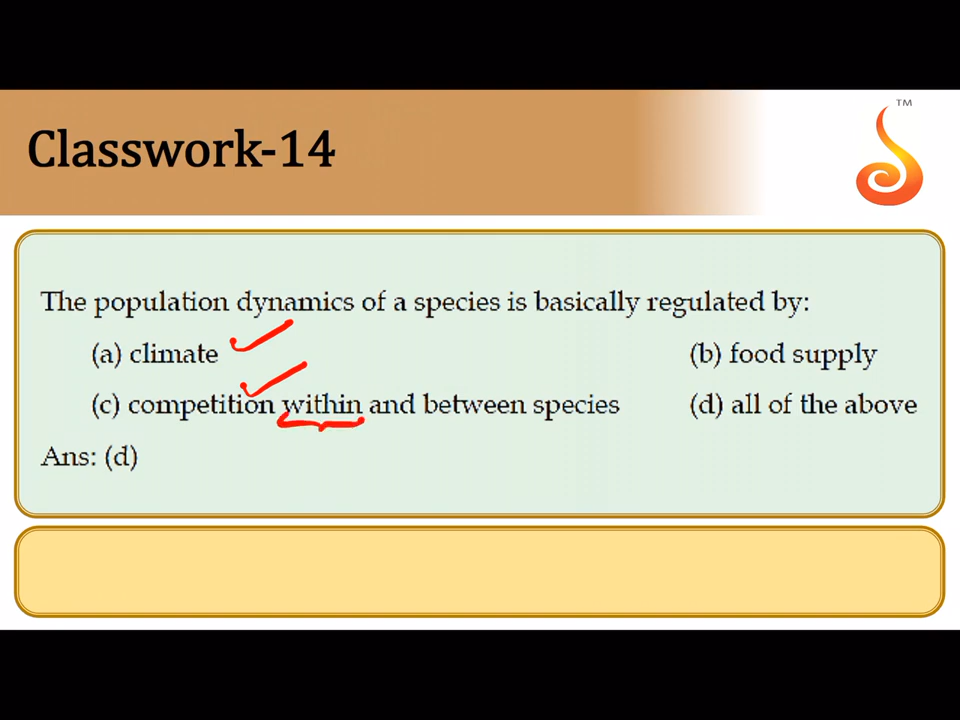 TM
Classwork-14
The population dynamics of a species is basically regulated by:
(a) climate (b) food supply
(c) competition within and between species (d) all of the above
Ans: (d)